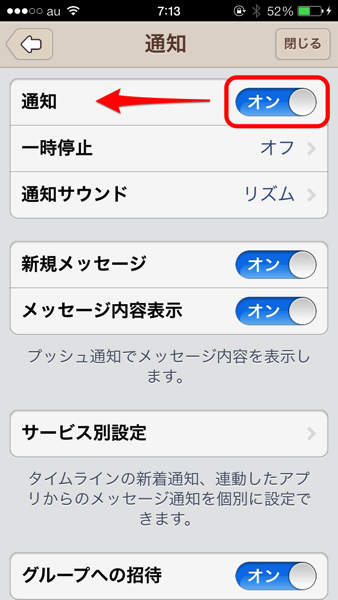 au 7:13 52%
通知 閉じる
通知 オン
一時停止 オフ
通知サウンド リズム
新規メッセージ オン
メッセージ内容表示 オン
プッシュ通知でメッセージ内容を表示し
ます。
サービス別設定
タイムラインの新着通知、連動したアプ
リからのメッセージ通知を個別に設定で
きます。
グループへの招待 オン